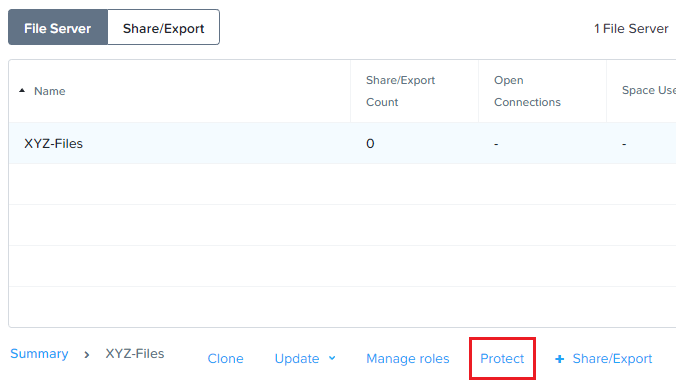 File Server Share/Export 1 File Server
Name Share/Export Count Open Connections Space Use
XYZ-Files 0 - -
Summary > XYZ-Files Clone Update Manage roles Protect + Share/Export